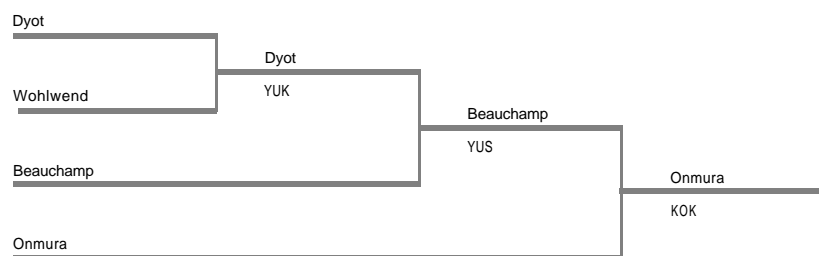 Dyot
Dyot
YUK
Wohlwend
Beauchamp
YUS
Beauchamp
Onmura
KOK
Onmura